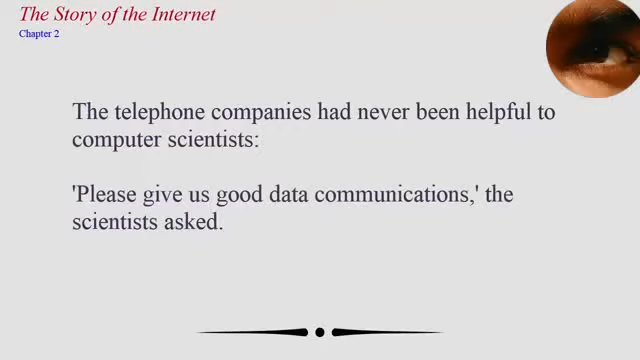 The Story of the Internet
Chapter 2
The telephone companies had never been helpful to
computer scientists:
'Please give us good data communications,' the
scientists asked.